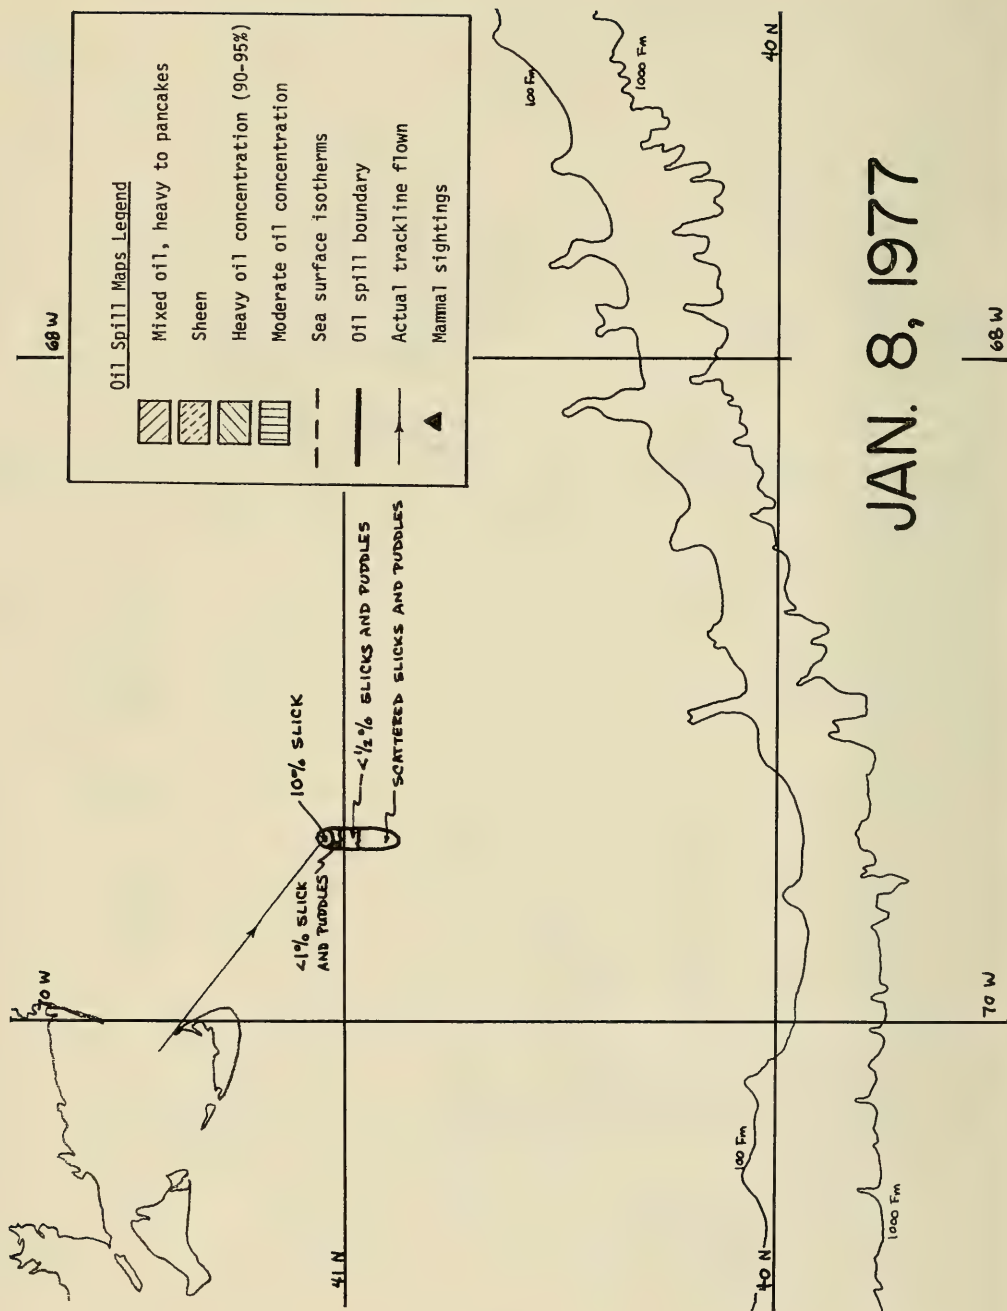 Oil Spill Maps Legend
Mixed oil, heavy to pancakes
Sheen
Heavy oil concentration (90-95%)
Moderate oil concentration
Sea surface isotherms
Oil spill boundary
Actual trackline flown
Mammal sightings
70 W
68 W
10% SLICK
<1% SLICK
AND PUDDLES
<1/2% SLICKS AND PUDDLES
SCATTERED SLICKS AND PUDDLES
41 N
100 Fm
1000 Fm
40 N
100 Fm
40 N
1000 Fm
70 W
68 W
JAN. 8, 1977